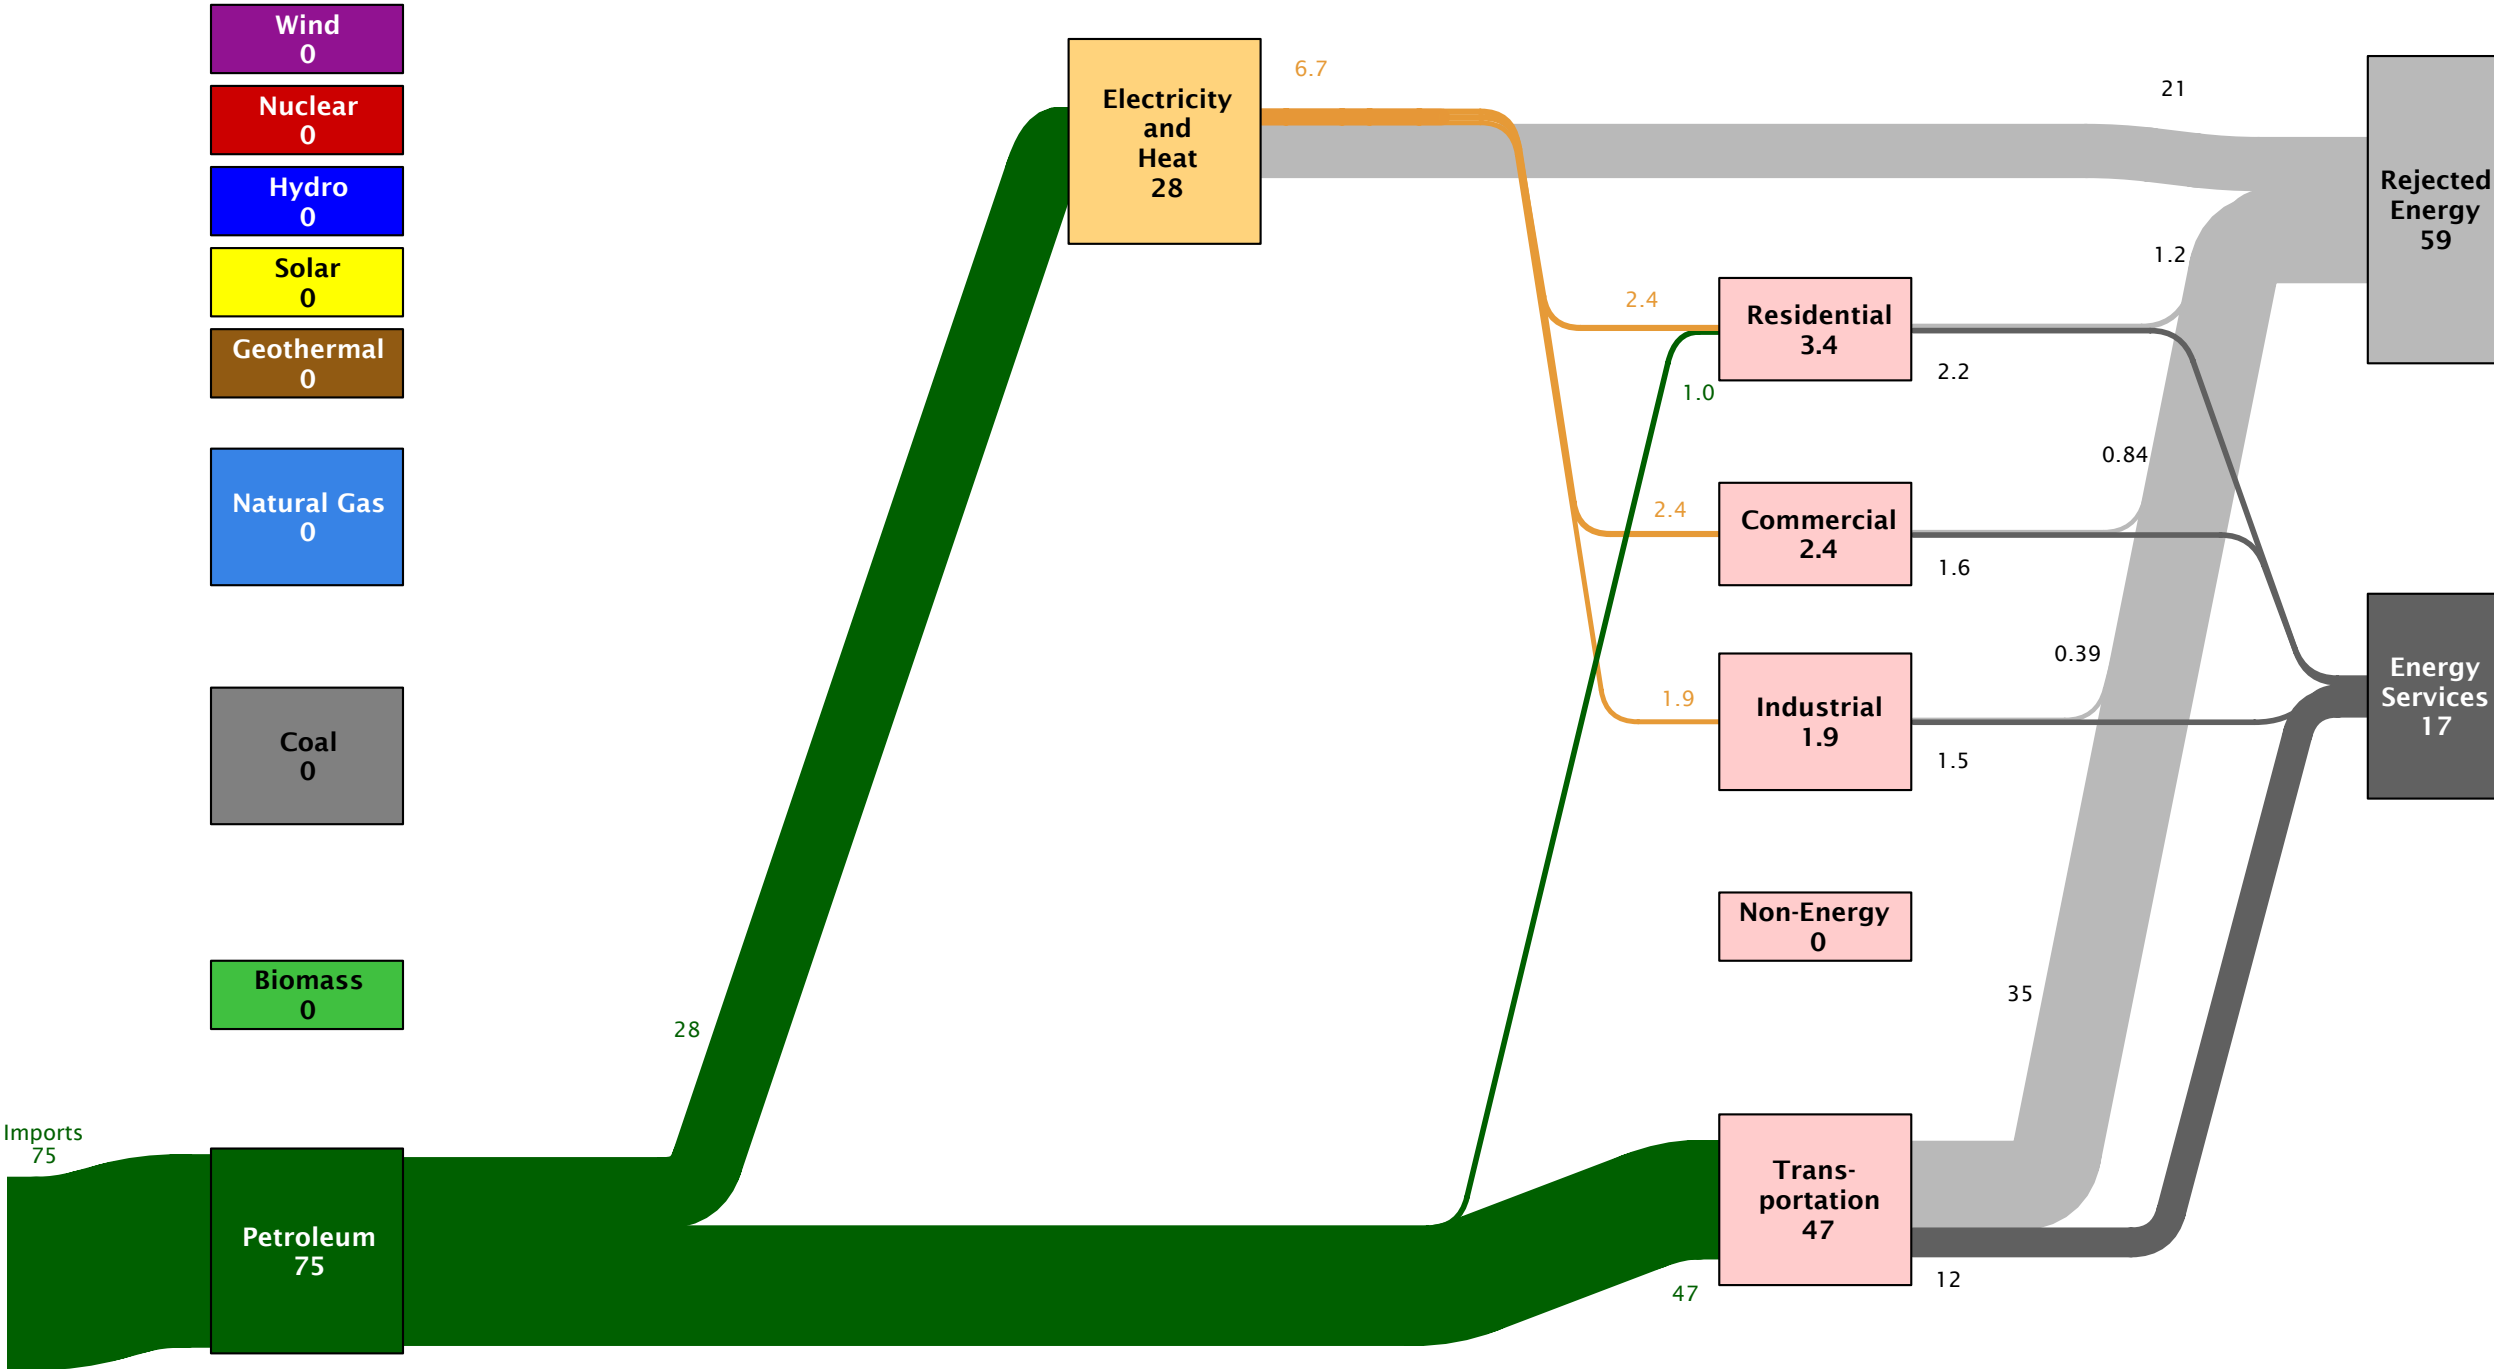 Wind
0
Nuclear
0
Hydro
0
Solar
0
Geothermal
0
Natural Gas
0
Coal
0
Biomass
0
Imports
75
Petroleum
75
28
Electricity
and
Heat
28
6.7
2.4
1.0
2.4
1.9
47
Residential
3.4
Commercial
2.4
Industrial
1.9
Non-Energy
0
Trans-
portation
47
21
1.2
2.2
0.84
1.6
0.39
1.5
35
12
Rejected
Energy
59
Energy
Services
17